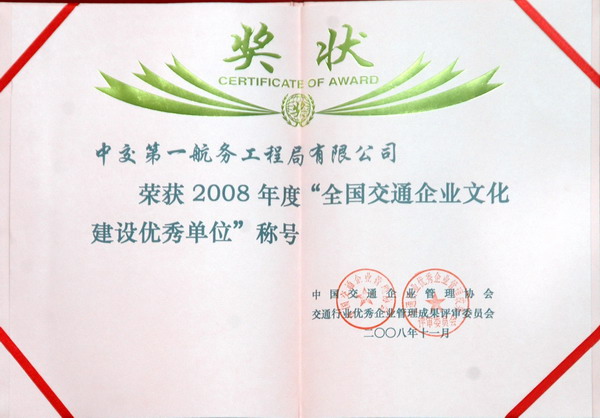 奖状
CERTIFICATE OF AWARD
中交第一航务工程局有限公司
荣获 2008 年度“全国交通企业文化
建设优秀单位”称号
中国交通企业管理协会
交通行业优秀企业管理成果评审委员会
二〇〇八年十一月